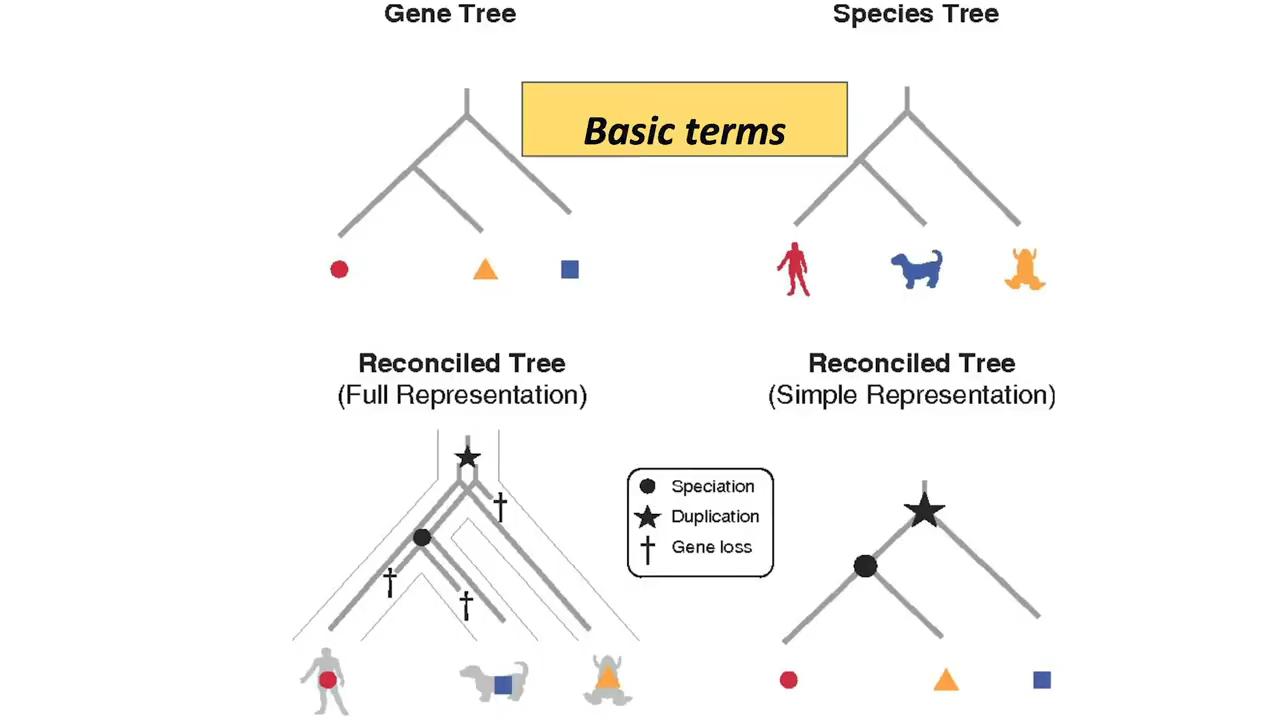 Gene Tree
Species Tree
Basic terms
Reconciled Tree
(Full Representation)
Reconciled Tree
(Simple Representation)
Speciation
Duplication
Gene loss